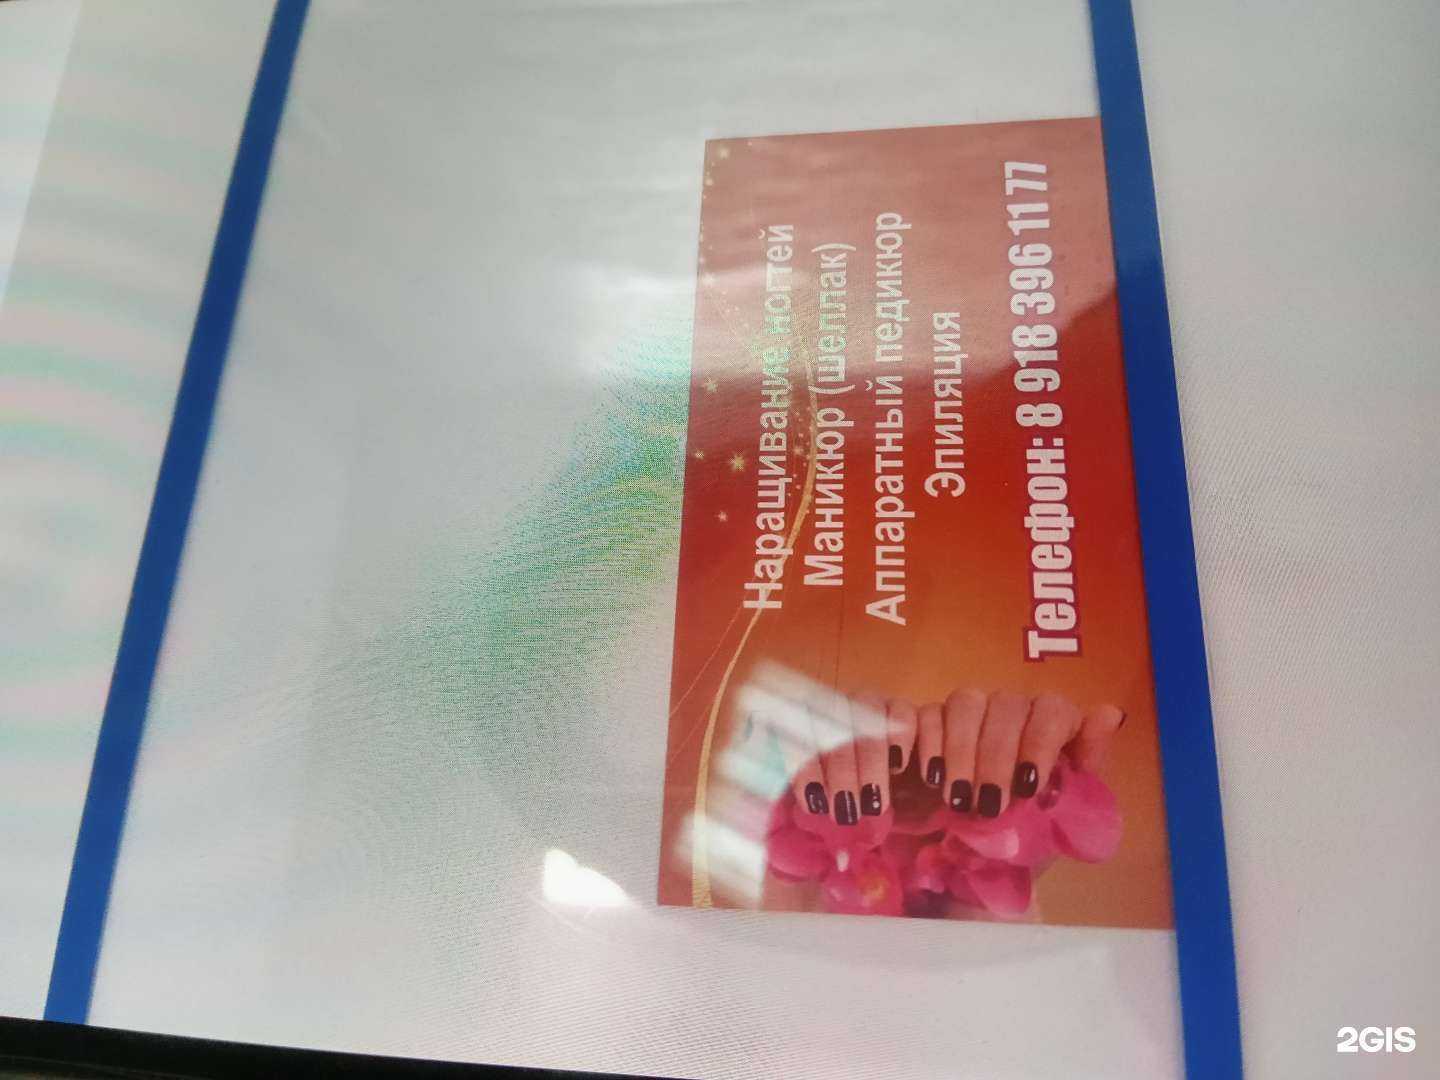 Наращивание ногтей
Маникюр (шеллак)
Аппаратный педикюр
Эпиляция
Телефон: 8 918 396 11 77
2GIS